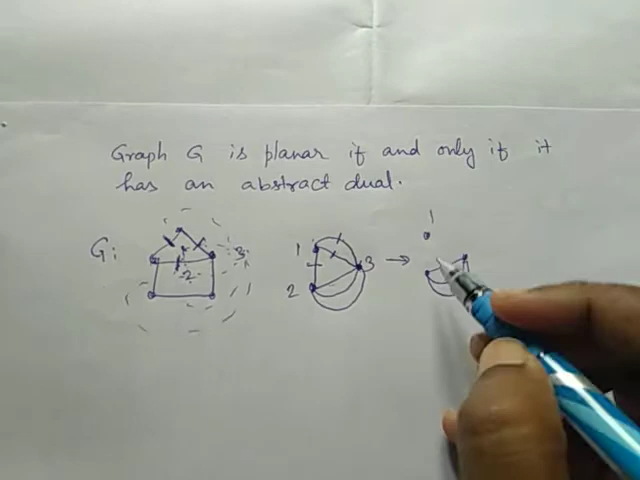 Graph G is planar if and only if it
has an abstract dual.
G: 1 2 3 1 2 3 → 1